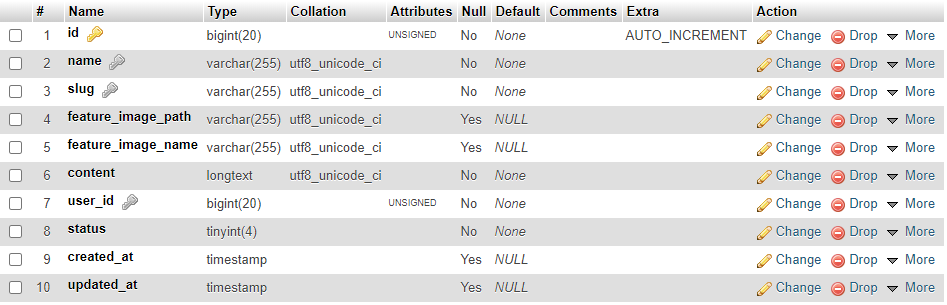 # Name Type Collation Attributes Null Default Comments Extra Action
1 id bigint(20) UNSIGNED No None AUTO_INCREMENT Change Drop More
2 name varchar(255) utf8_unicode_ci No None Change Drop More
3 slug varchar(255) utf8_unicode_ci No None Change Drop More
4 feature_image_path varchar(255) utf8_unicode_ci Yes NULL Change Drop More
5 feature_image_name varchar(255) utf8_unicode_ci Yes NULL Change Drop More
6 content longtext utf8_unicode_ci No None Change Drop More
7 user_id bigint(20) UNSIGNED No None Change Drop More
8 status tinyint(4) No None Change Drop More
9 created_at timestamp Yes NULL Change Drop More
10 updated_at timestamp Yes NULL Change Drop More